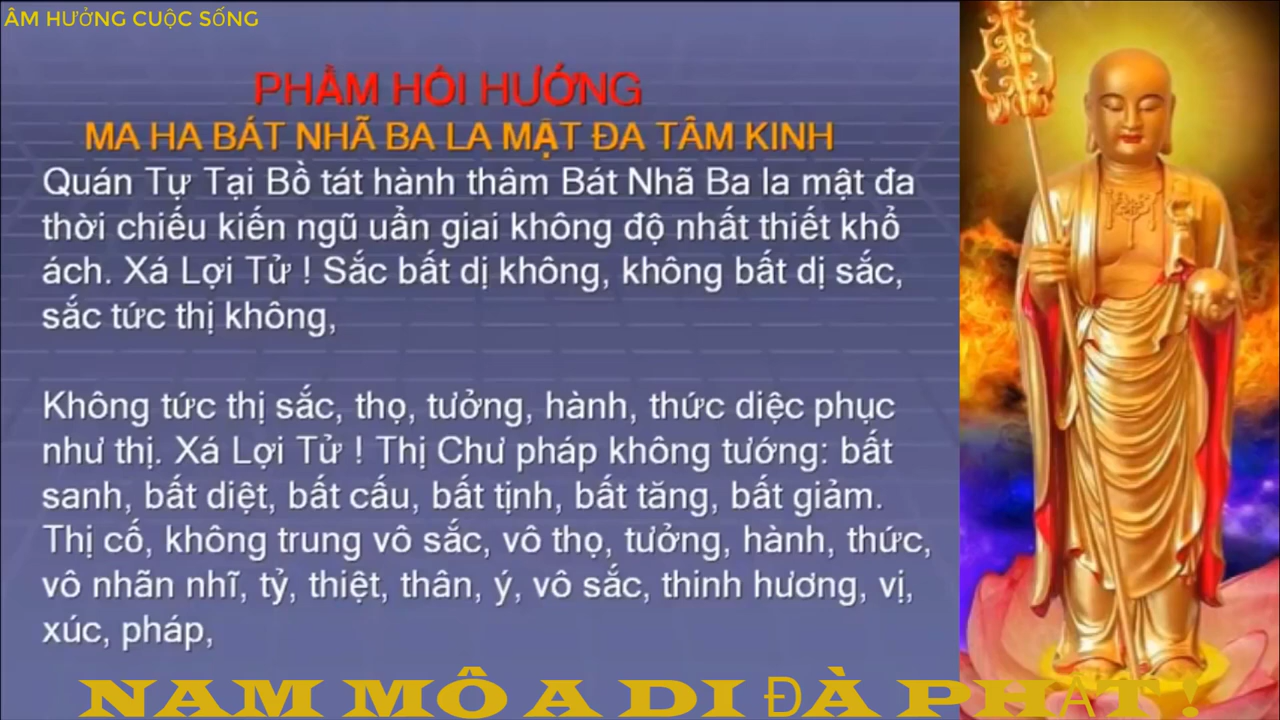 ÂM HƯỞNG CUỘC SỐNG
PHẨM HỒI HƯỚNG
MA HA BÁT NHÃ BA LA MẬT ĐA TÂM KINH
Quán Tự Tại Bồ tát hành thâm Bát Nhã Ba la mật đa
thời chiếu kiến ngũ uẩn giai không độ nhất thiết khổ
ách. Xá Lợi Tử ! Sắc bất dị không, không bất dị sắc,
sắc tức thị không,
Không tức thị sắc, thọ, tưởng, hành, thức diệc phục
như thị. Xá Lợi Tử ! Thị Chư pháp không tướng: bất
sanh, bất diệt, bất cấu, bất tịnh, bất tăng, bất giảm.
Thị cố, không trung vô sắc, vô thọ, tưởng, hành, thức,
vô nhãn nhĩ, tỷ, thiệt, thân, ý, vô sắc, thinh hương, vị,
xúc, pháp,
NAM MÔ A DI ĐÀ PHẬT !